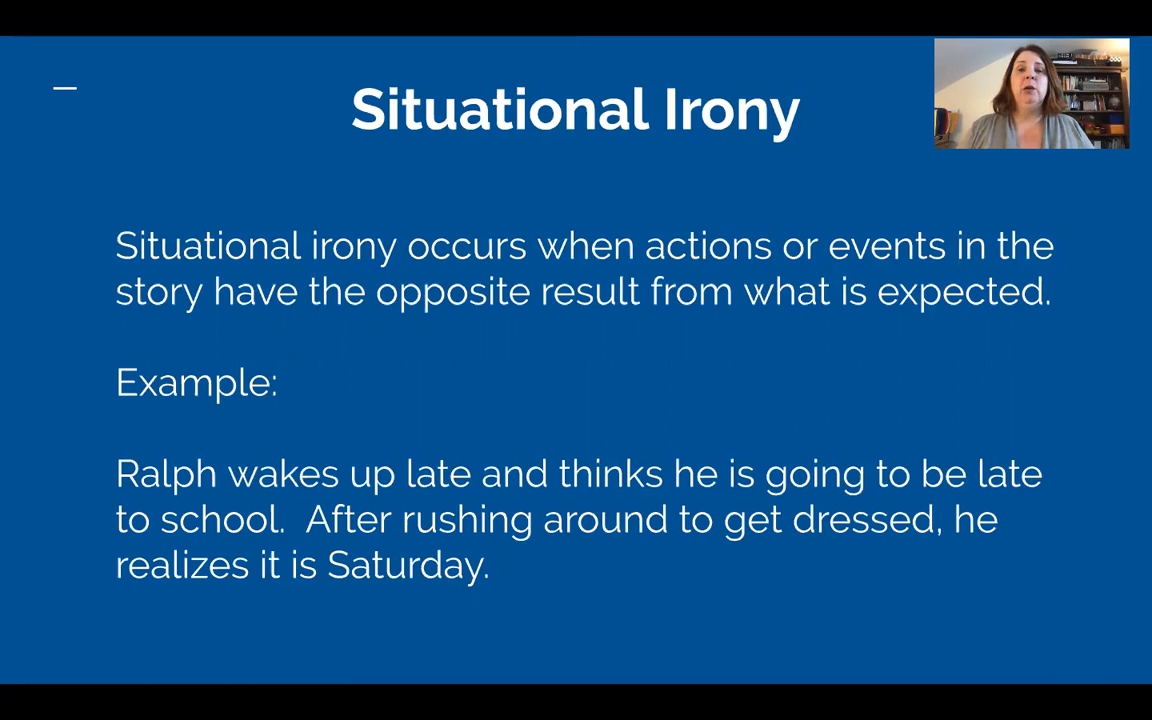 Situational Irony
Situational irony occurs when actions or events in the
story have the opposite result from what is expected.
Example:
Ralph wakes up late and thinks he is going to be late
to school.  After rushing around to get dressed, he
realizes it is Saturday.